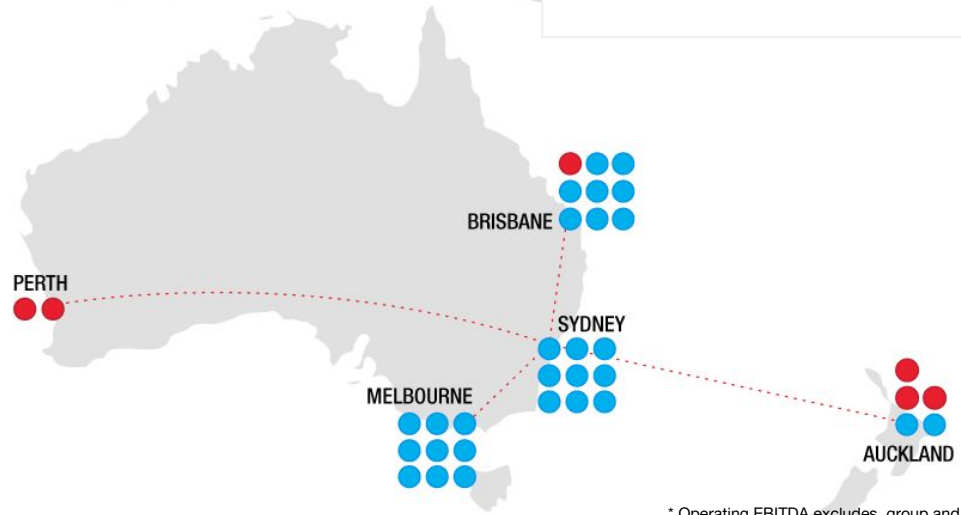 BRISBANE
PERTH
SYDNEY
MELBOURNE
AUCKLAND
* Operating EBITDA excludes, group and